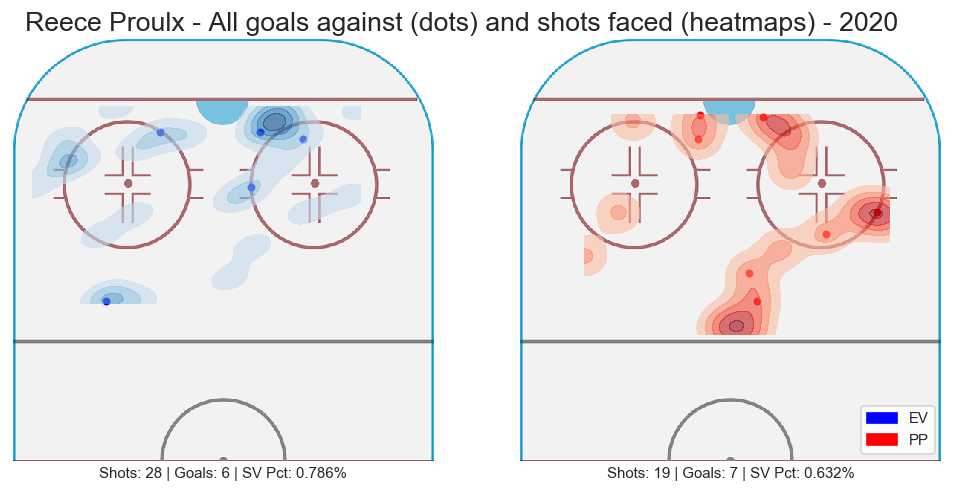 Reece Proulx - All goals against (dots) and shots faced (heatmaps) - 2020
EV
PP
Shots: 28 | Goals: 6 | SV Pct: 0.786%
Shots: 19 | Goals: 7 | SV Pct: 0.632%